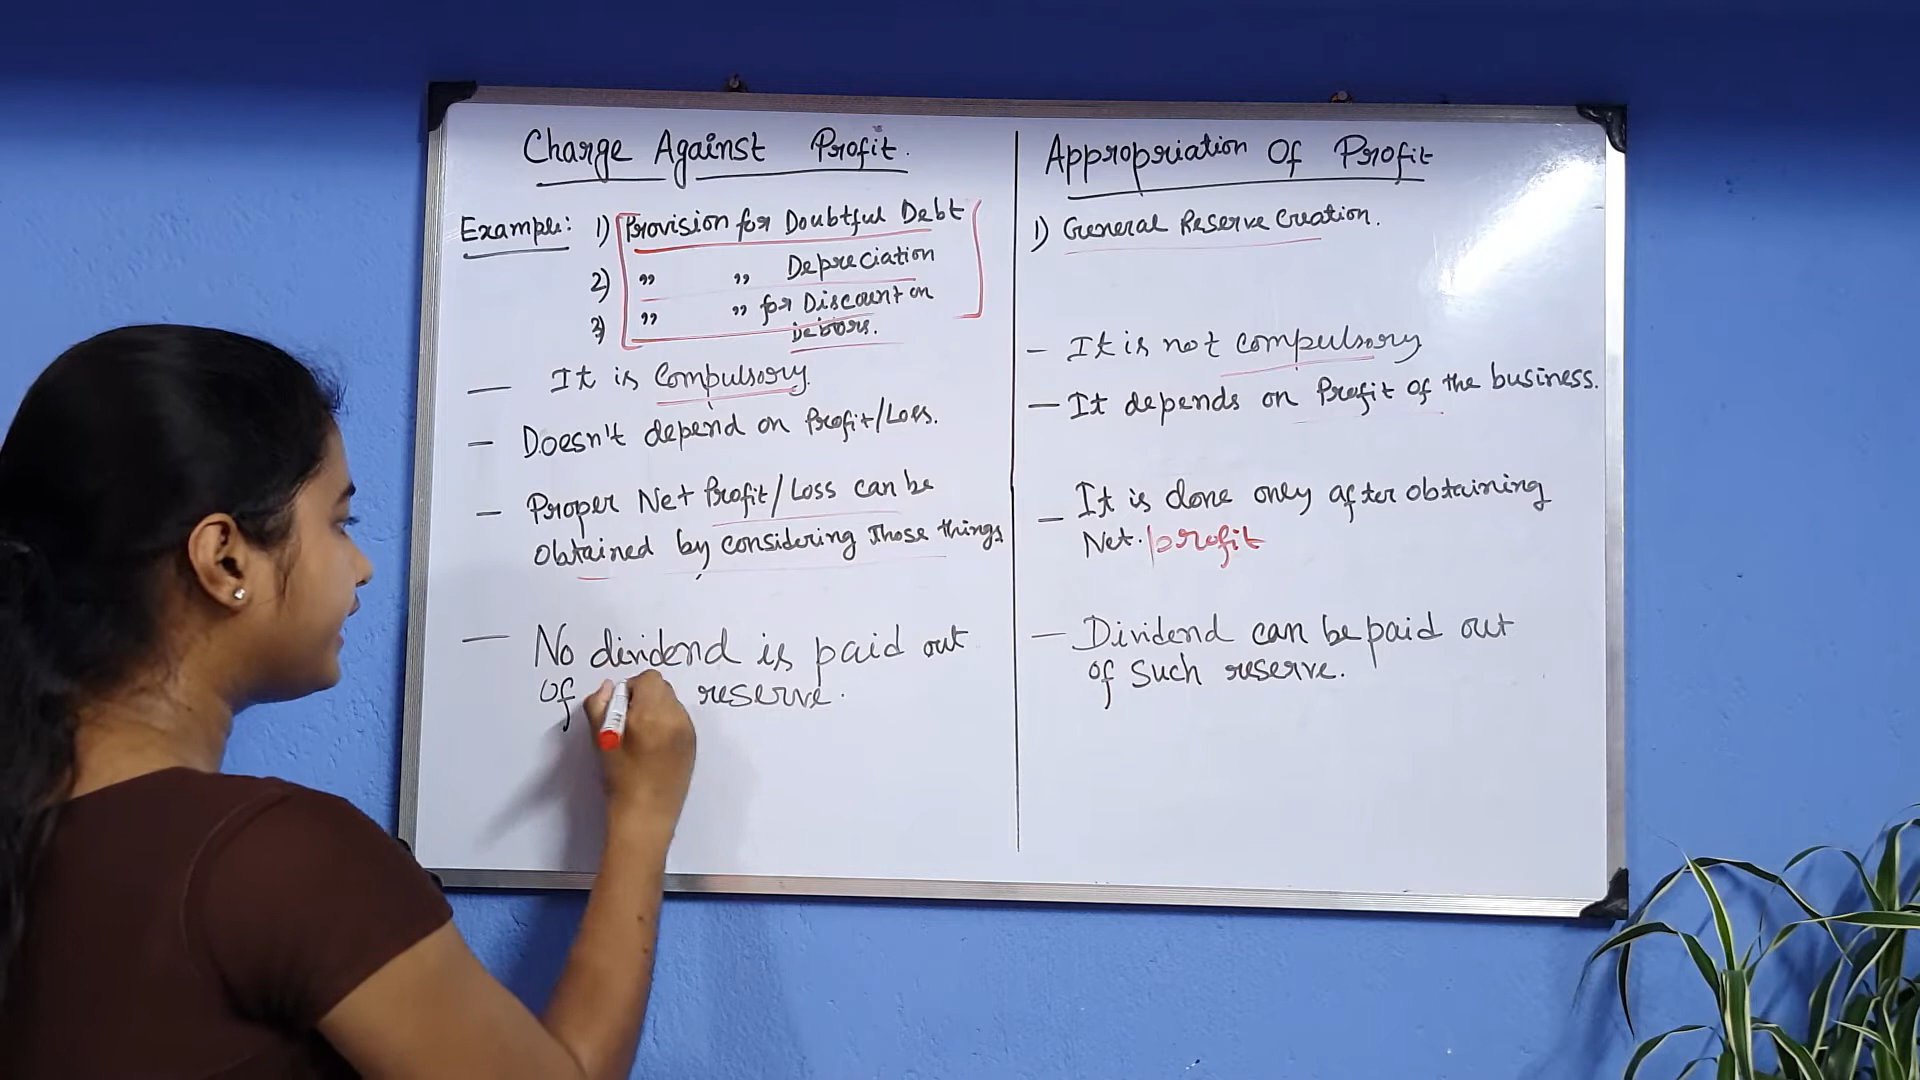 Charge Against Profit.
Example: 1) Provision for Doubtful Debt
2) ,, ,, Depreciation
3) ,, ,, for Discount on
Debtors.
— It is Compulsory.
— Doesn't depend on Profit/Loss.
— Proper Net Profit/Loss can be
obtained by considering those things
— No dividend is paid out
of reserve.
Appropriation Of Profit
1) General Reserve Creation.
— It is not compulsory
— It depends on Profit of the business.
— It is done only after obtaining
Net. profit
— Dividend can be paid out
of such reserve.